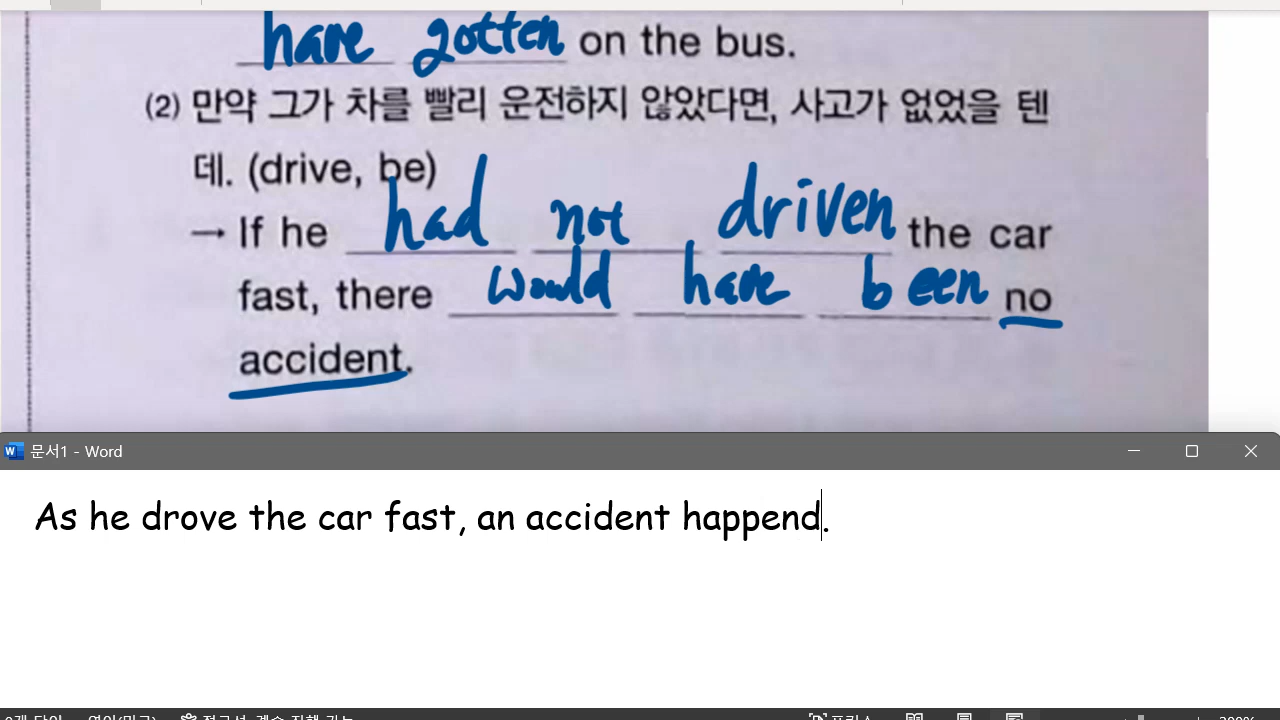 have gotten on the bus.
(2) 만약 그가 차를 빨리 운전하지 않았다면, 사고가 없었을 텐
데. (drive, be)
→ If he had not driven the car
fast, there would have been no
accident.
문서1 - Word
As he drove the car fast, an accident happend.